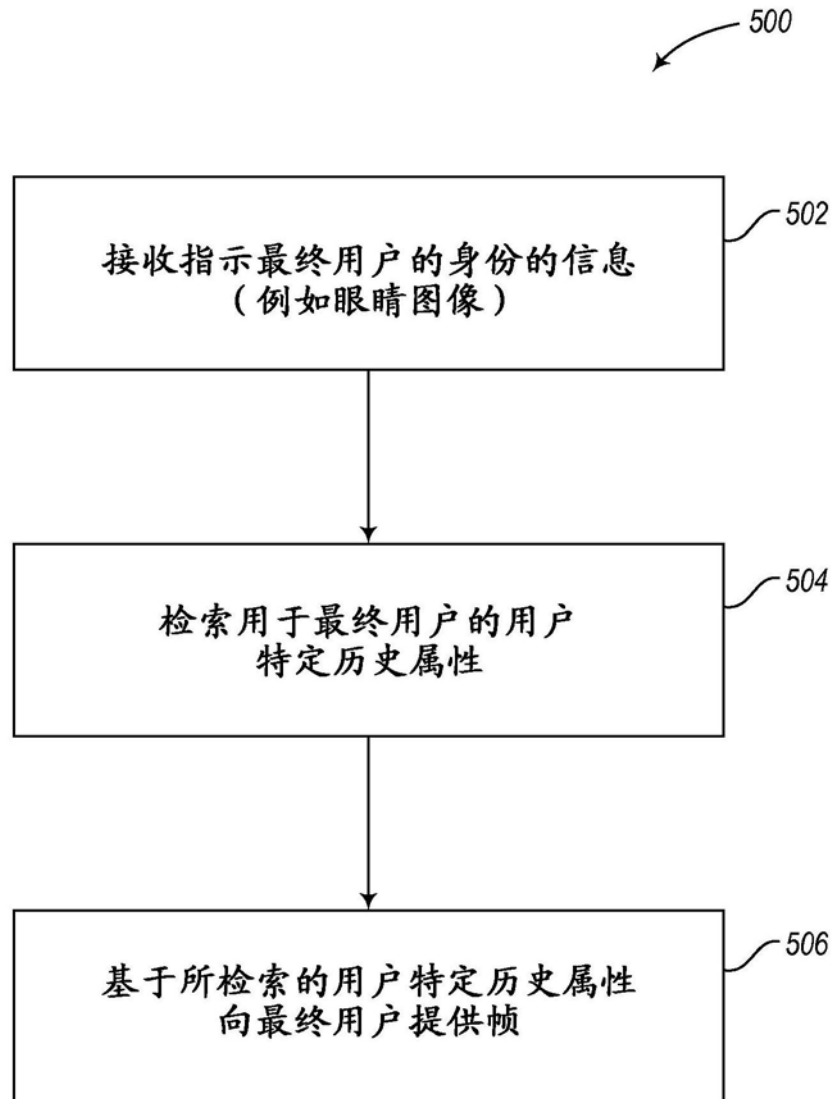 500
502
接收指示最终用户的身份的信息
（例如眼睛图像）
504
检索用于最终用户的用户
特定历史属性
506
基于所检索的用户特定历史属性
向最终用户提供帧